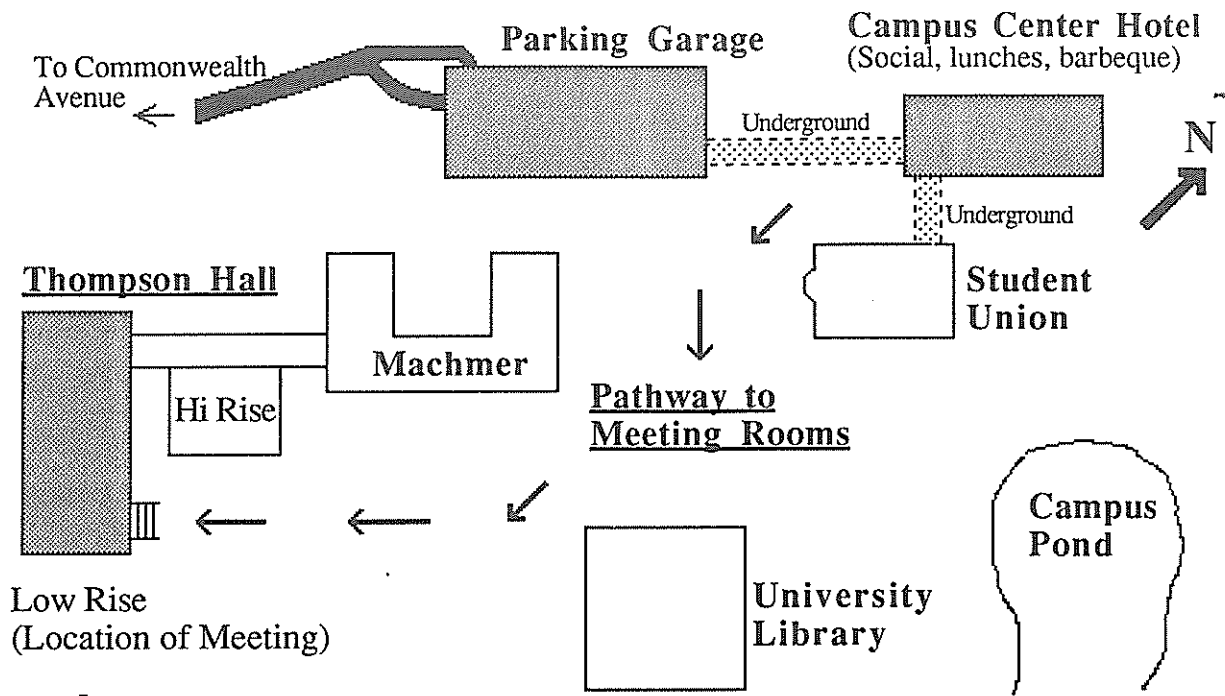 Parking Garage
Campus Center Hotel
(Social, lunches, barbeque)
To Commonwealth
Avenue
Underground
N
Underground
Thompson Hall
Student
Union
Machmer
Hi Rise
Pathway to
Meeting Rooms
Campus
Pond
Low Rise
(Location of Meeting)
University
Library